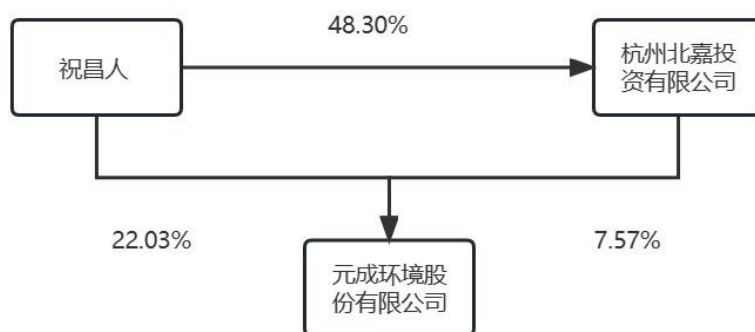 48.30%
祝昌人
杭州北嘉投
资有限公司
22.03%
7.57%
元成环境股
份有限公司